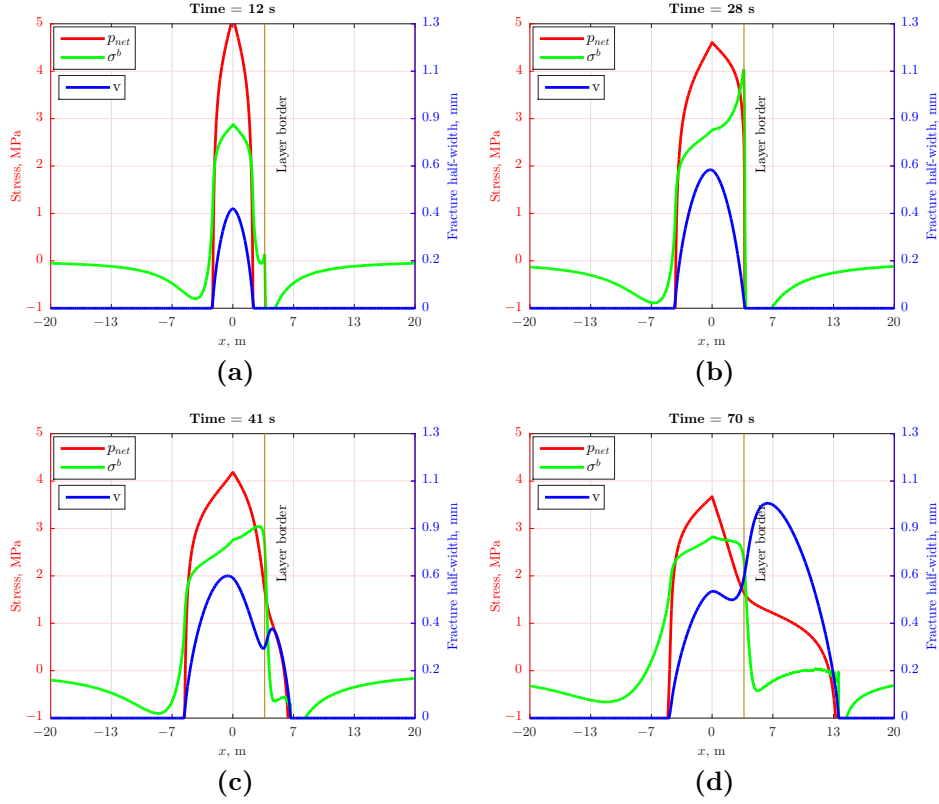 Time = 12 s
5
4
3
2
1
0
−1
1.3
1.1
0.9
0.6
0.4
0.2
0
p_net
σ^b
v
Layer border
Stress, MPa
Fracture half-width, mm
−20 −13 −7 0 7 13 20
x, m
(a)
Time = 28 s
5
4
3
2
1
0
−1
1.3
1.1
0.9
0.6
0.4
0.2
0
p_net
σ^b
v
Layer border
Stress, MPa
Fracture half-width, mm
−20 −13 −7 0 7 13 20
x, m
(b)
Time = 41 s
5
4
3
2
1
0
−1
1.3
1.1
0.9
0.6
0.4
0.2
0
p_net
σ^b
v
Layer border
Stress, MPa
Fracture half-width, mm
−20 −13 −7 0 7 13 20
x, m
(c)
Time = 70 s
5
4
3
2
1
0
−1
1.3
1.1
0.9
0.6
0.4
0.2
0
p_net
σ^b
v
Layer border
Stress, MPa
Fracture half-width, mm
−20 −13 −7 0 7 13 20
x, m
(d)